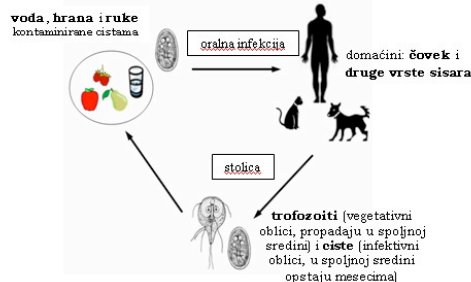 voda, hrana i ruke
kontaminirane cistama
oralna infekcija
domaćini: čovek i
druge vrste sisara
stolica
trofozoiti (vegetativni
oblici, propadaju u spoljnoj
sredini) i ciste (infektivni
oblici, u spoljnoj sredini
opstaju mesecima)